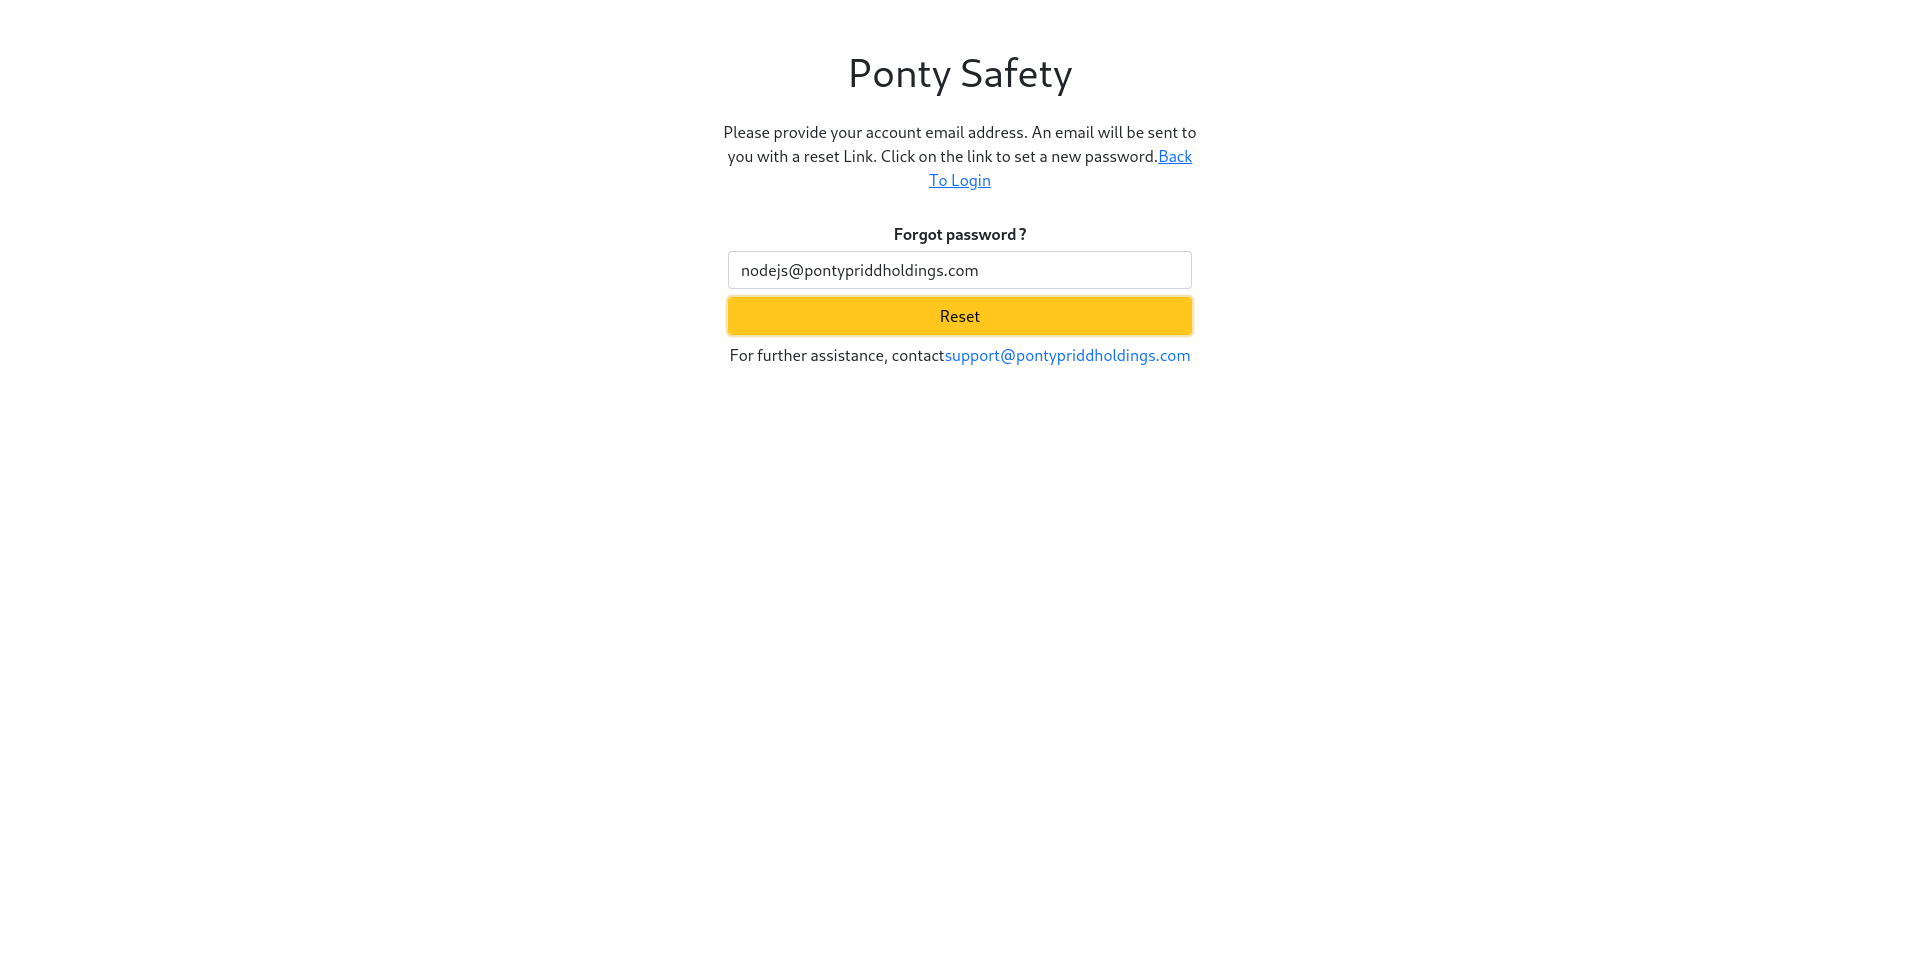 Ponty Safety
Please provide your account email address. An email will be sent to
you with a reset Link. Click on the link to set a new password.Back
To Login
Forgot password ?
nodejs@pontypriddholdings.com
Reset
For further assistance, contactsupport@pontypriddholdings.com